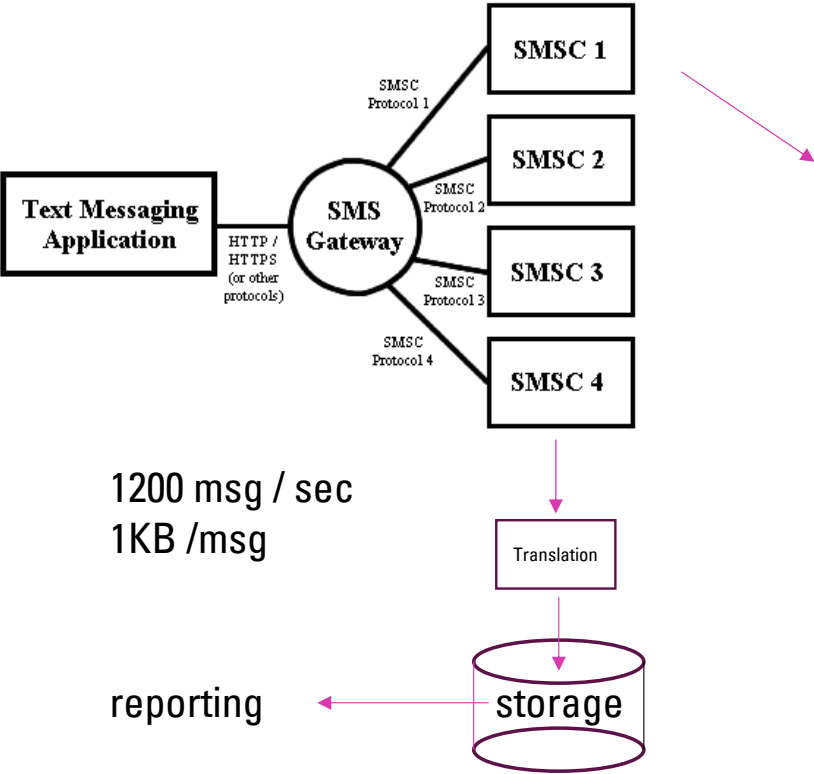 SMSC 1
SMSC
Protocol 1
SMSC 2
SMSC
Protocol 2
Text Messaging
Application
HTTP /
HTTPS
(or other
protocols)
SMS
Gateway
SMSC 3
SMSC
Protocol 3
SMSC
Protocol 4
SMSC 4
1200 msg / sec
1KB /msg
Translation
reporting
storage